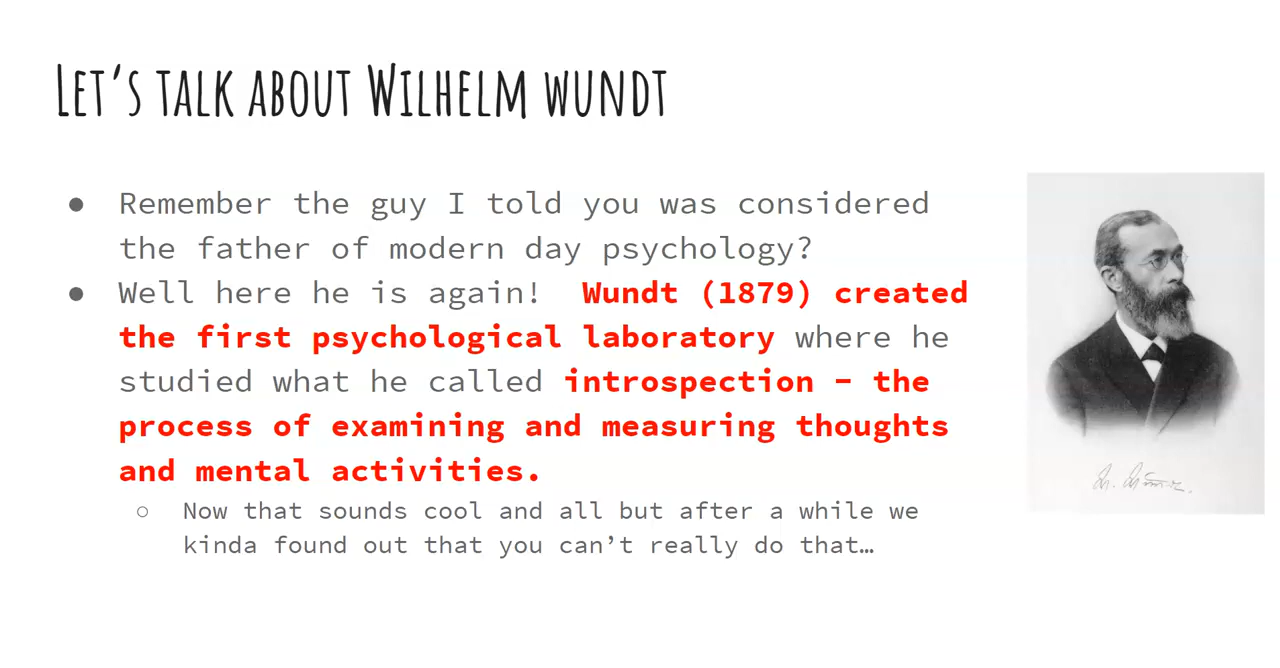 Let's talk about Wilhelm wundt
● Remember the guy I told you was considered
the father of modern day psychology?
● Well here he is again! Wundt (1879) created
the first psychological laboratory where he
studied what he called introspection - the
process of examining and measuring thoughts
and mental activities.
○ Now that sounds cool and all but after a while we
kinda found out that you can't really do that…